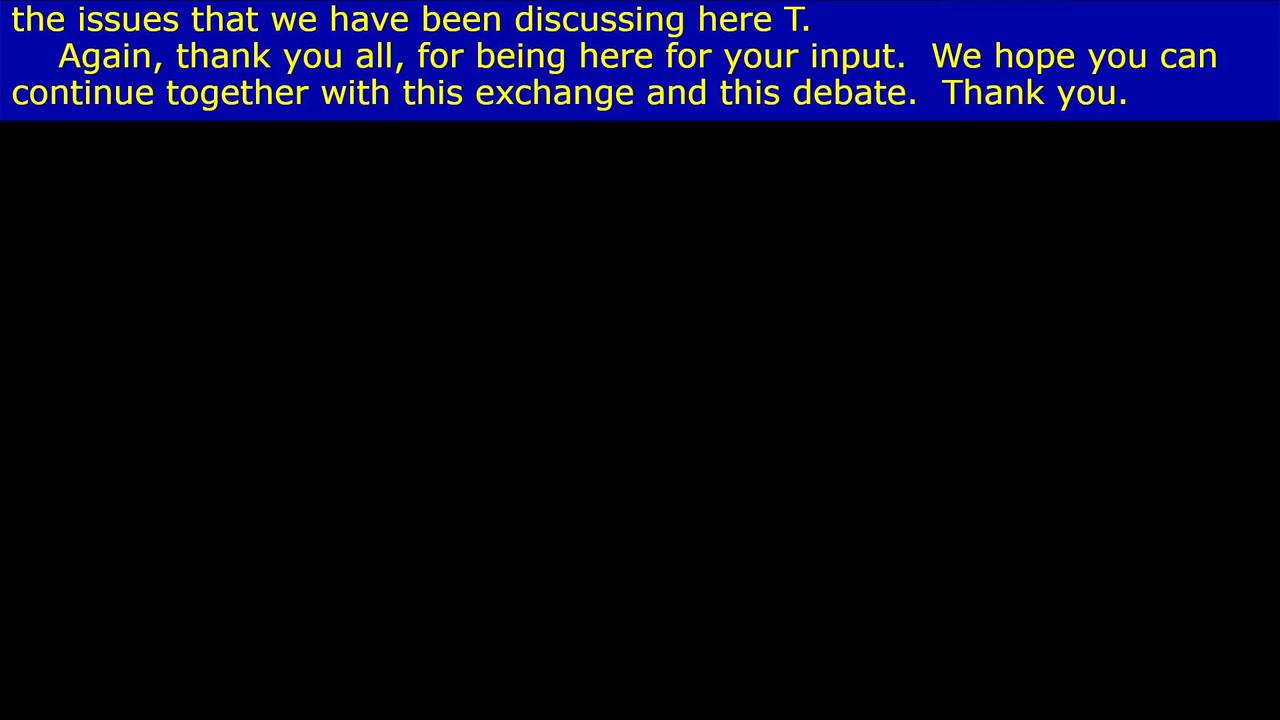 the issues that we have been discussing here T.
Again, thank you all, for being here for your input.  We hope you can
continue together with this exchange and this debate.  Thank you.